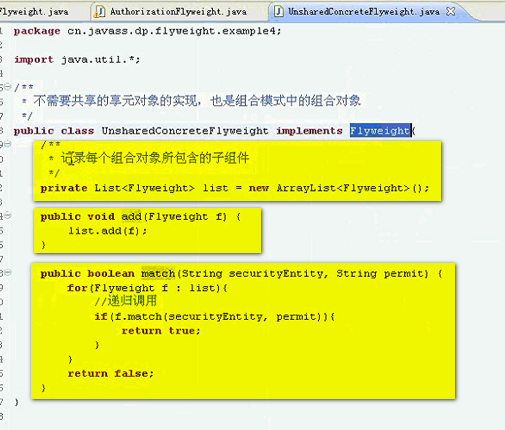 Flyweight.java AuthorizationFlyweight.java UnsharedConcreteFlyweight.java
package cn.javass.dp.flyweight.example4;
import java.util.*;
/**
* 不需要共享的享元对象的实现，也是组合模式中的组合对象
*/
public class UnsharedConcreteFlyweight implements Flyweight{
/**
* 记录每个组合对象所包含的子组件
*/
private List<Flyweight> list = new ArrayList<Flyweight>();
public void add(Flyweight f) {
list.add(f);
}
public boolean match(String securityEntity, String permit) {
for(Flyweight f : list){
//递归调用
if(f.match(securityEntity, permit)){
return true;
}
}
return false;
}
}